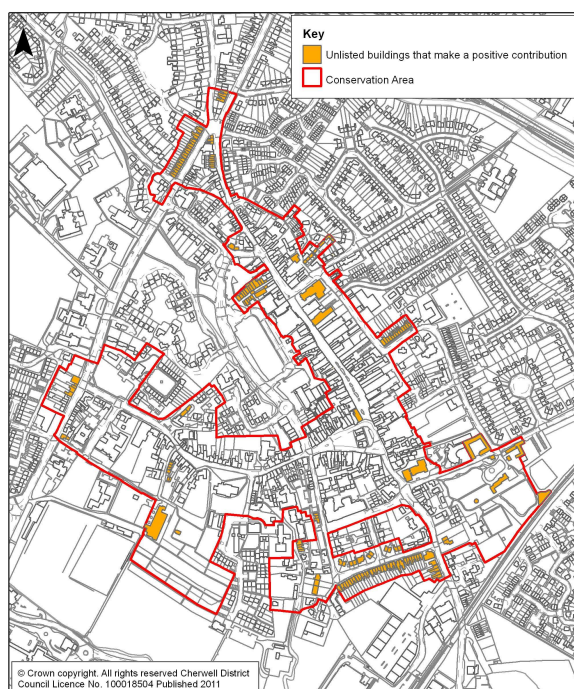 Key
Unlisted buildings that make a positive contribution
Conservation Area
© Crown copyright. All rights reserved Cherwell District
Council Licence No. 100018504 Published 2011